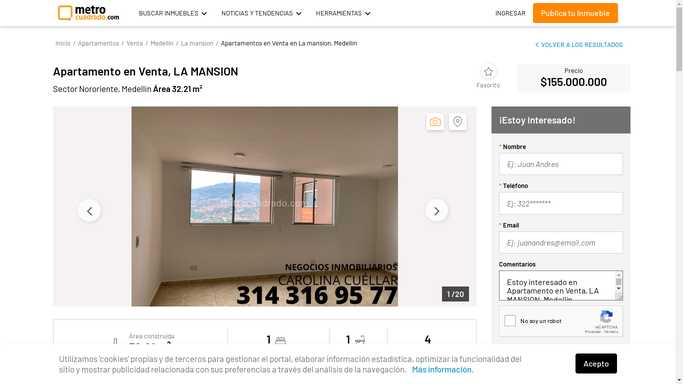 metro
cuadrado.com
BUSCAR INMUEBLES
NOTICIAS Y TENDENCIAS
HERRAMIENTAS
INGRESAR
Publica tu Inmueble
Inicio / Apartamentos / Venta / Medellín / La mansion / Apartamentos en Venta en La mansion, Medellín
VOLVER A LOS RESULTADOS
Apartamento en Venta, LA MANSION
Sector Nororiente, Medellín Área 32.21 m²
Favorito
Precio
$155.000.000
NEGOCIOS INMOBILIARIOS
CAROLINA CUÉLLAR
314 316 95 77
1 / 20
¡Estoy Interesado!
* Nombre
Ej: Juan Andres
* Teléfono
Ej: 322*******
* Email
Ej: juanandres@email.com
Comentarios
Estoy interesado en
Apartamento en Venta, LA
MANSION, Medellín
No soy un robot
reCAPTCHA
Privacidad - Términos
Área construida
1
1
4
Utilizamos 'cookies' propias y de terceros para gestionar el portal, elaborar información estadística, optimizar la funcionalidad del
sitio y mostrar publicidad relacionada con sus preferencias a través del análisis de la navegación. Más información.
Acepto